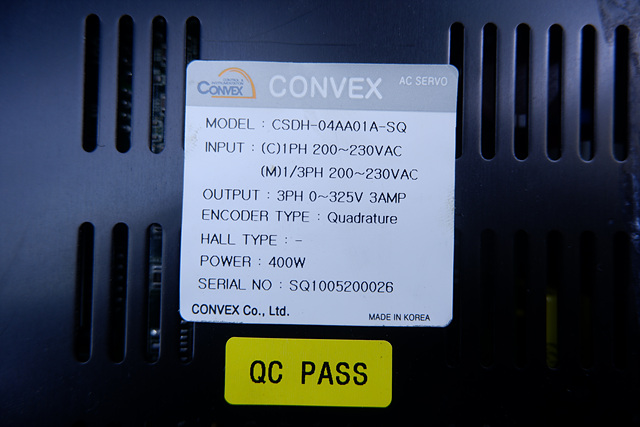 CONVEX
CONVEX
AC SERVO
MODEL : CSDH-04AA01A-SQ
INPUT : (C)1PH 200~230VAC
(M)1/3PH 200~230VAC
OUTPUT : 3PH 0~325V 3AMP
ENCODER TYPE : Quadrature
HALL TYPE : -
POWER : 400W
SERIAL NO : SQ1005200026
CONVEX Co., Ltd.
MADE IN KOREA
QC PASS